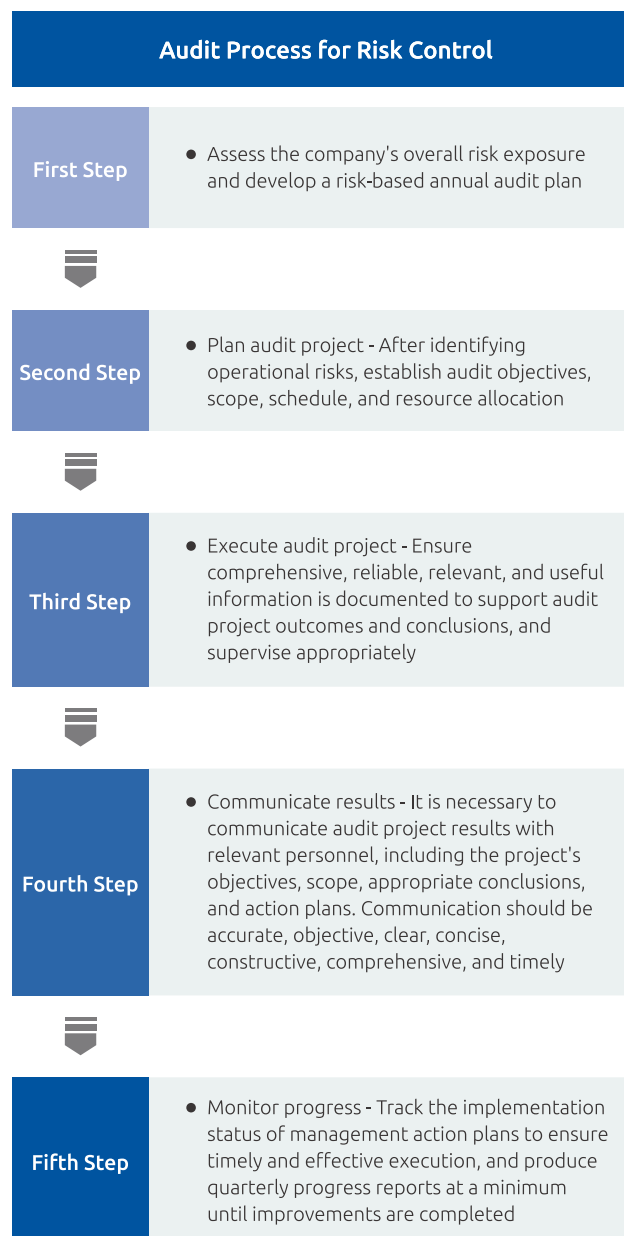 Audit Process for Risk Control
First Step
● Assess the company's overall risk exposure
and develop a risk-based annual audit plan
Second Step
● Plan audit project - After identifying
operational risks, establish audit objectives,
scope, schedule, and resource allocation
Third Step
● Execute audit project - Ensure
comprehensive, reliable, relevant, and useful
information is documented to support audit
project outcomes and conclusions, and
supervise appropriately
Fourth Step
● Communicate results - It is necessary to
communicate audit project results with
relevant personnel, including the project's
objectives, scope, appropriate conclusions,
and action plans. Communication should be
accurate, objective, clear, concise,
constructive, comprehensive, and timely
Fifth Step
● Monitor progress - Track the implementation
status of management action plans to ensure
timely and effective execution, and produce
quarterly progress reports at a minimum
until improvements are completed